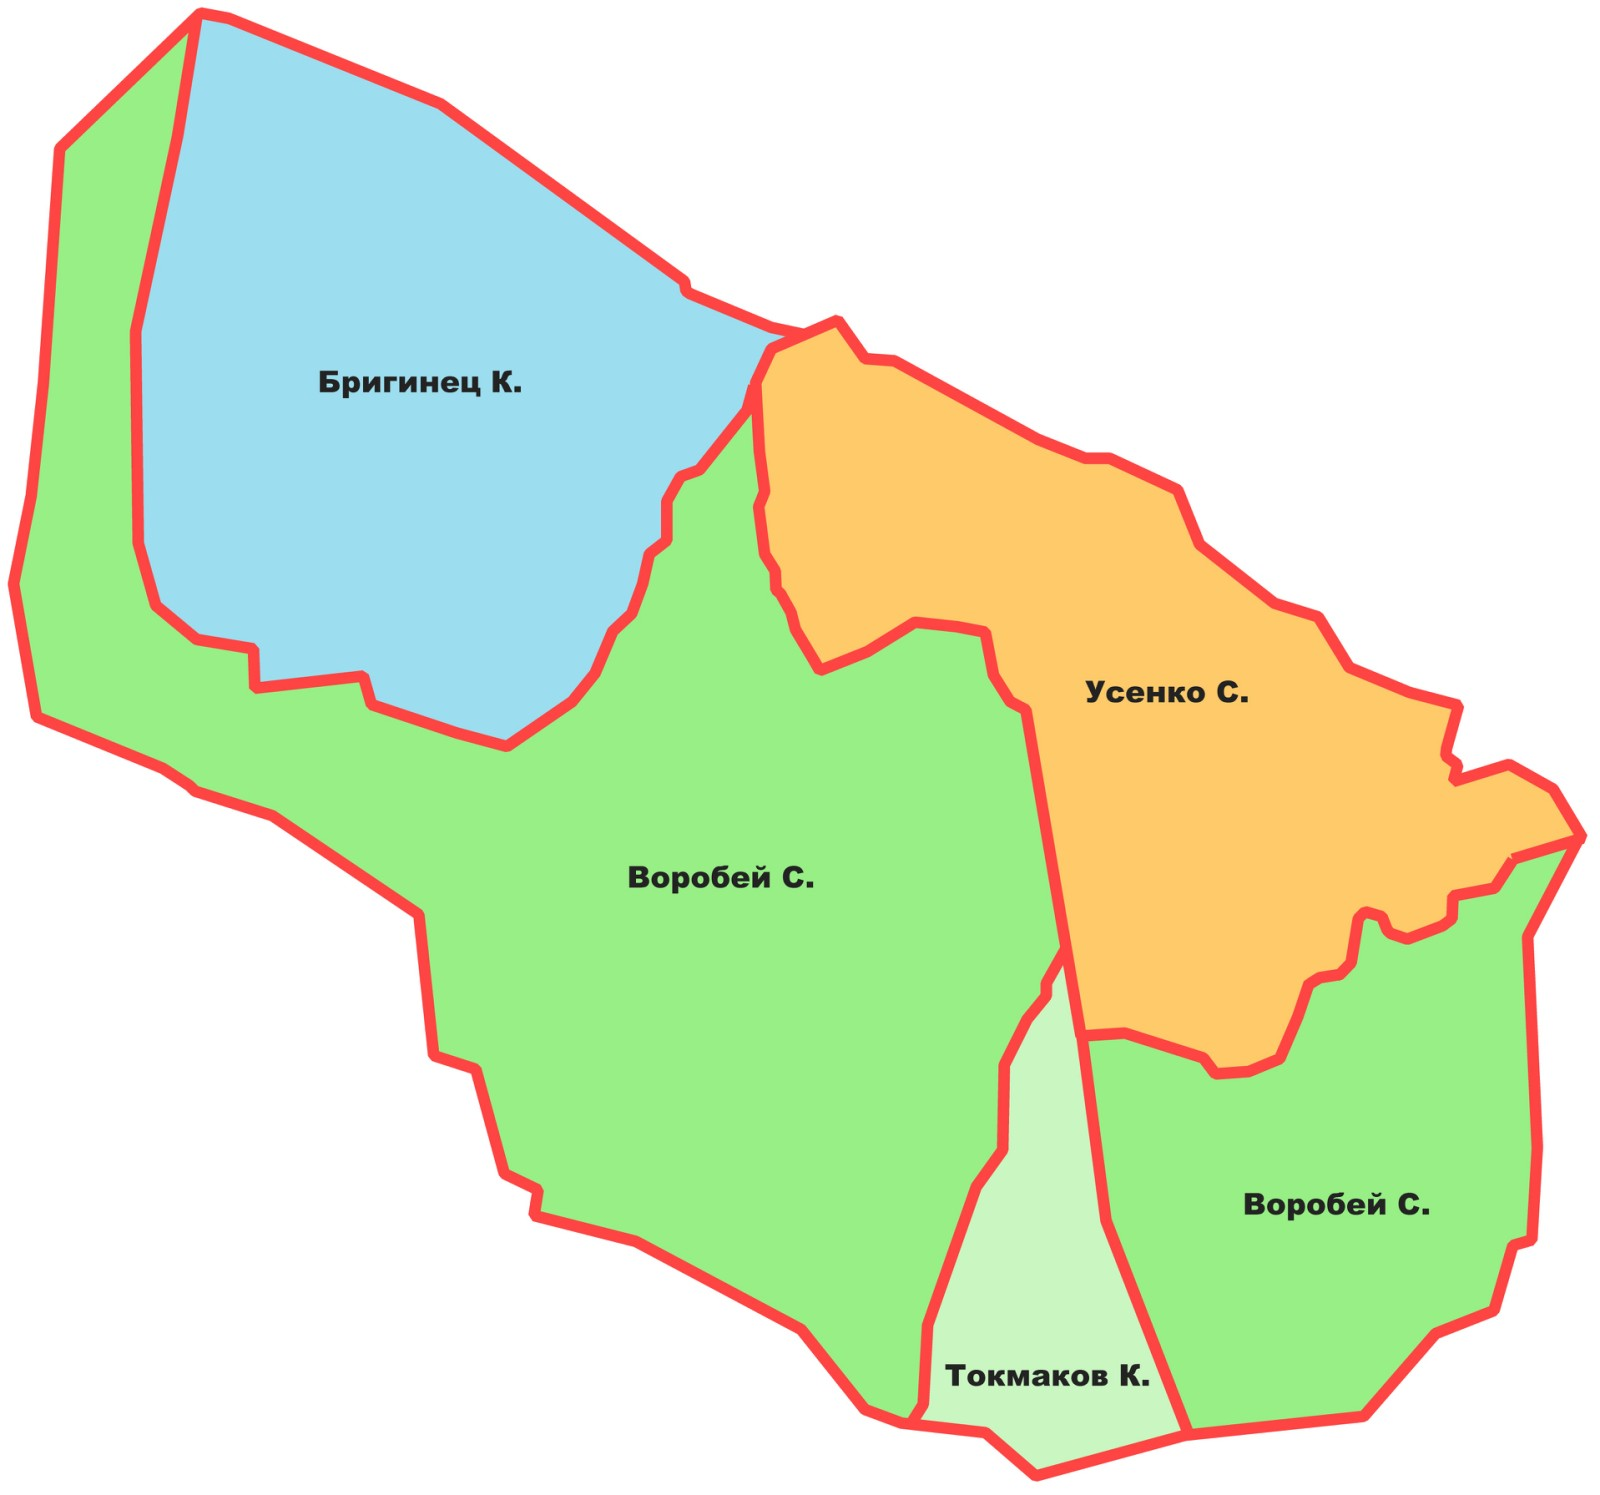 Бригинец К.
Усенко С.
Воробей С.
Воробей С.
Токмаков К.